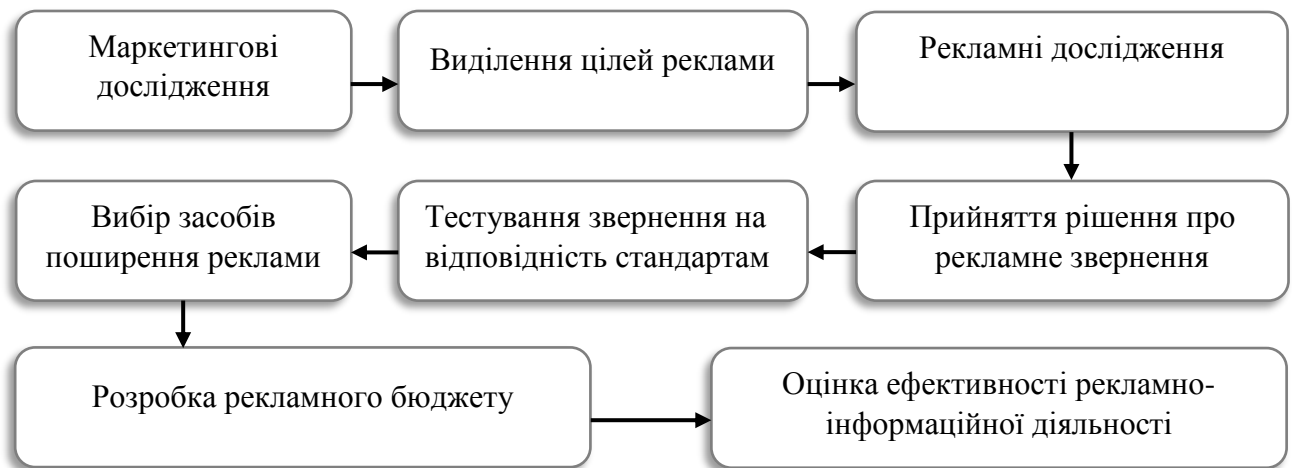 Маркетингові
дослідження
Виділення цілей реклами
Рекламні дослідження
Прийняття рішення про
рекламне звернення
Тестування звернення на
відповідність стандартам
Вибір засобів
поширення реклами
Розробка рекламного бюджету
Оцінка ефективності рекламно-
інформаційної діяльності